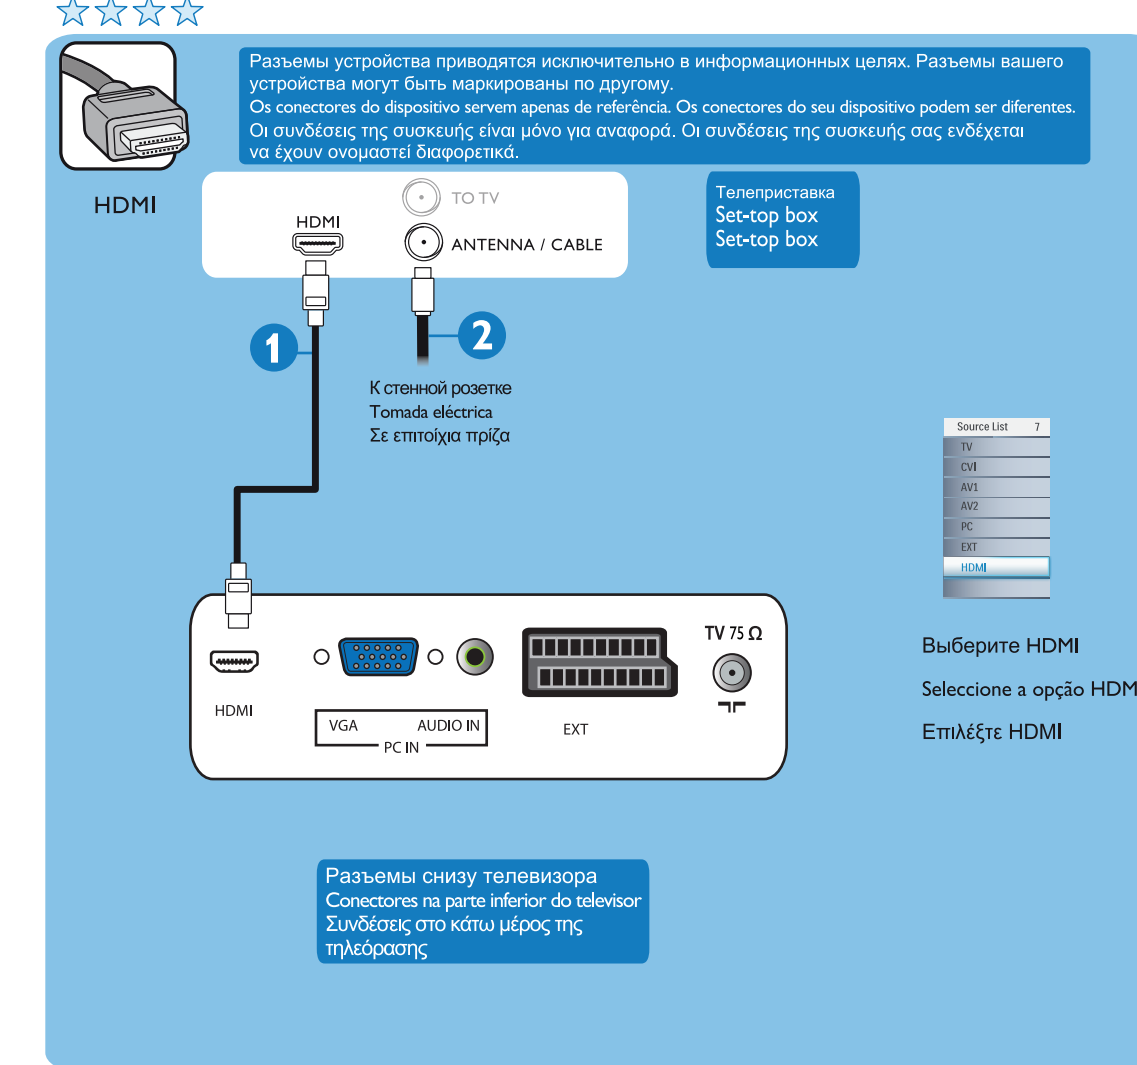 Разъемы устройства приводятся исключительно в информационных целях. Разъемы вашего
устройства могут быть маркированы по другому.
Os conectores do dispositivo servem apenas de referência. Os conectores do seu dispositivo podem ser diferentes.
Οι συνδέσεις της συσκευής είναι μόνο για αναφορά. Οι συνδέσεις της συσκευής σας ενδέχεται
να έχουν ονομαστεί διαφορετικά.
HDMI
TO TV
HDMI
ANTENNA / CABLE
Телеприставка
Set-top box
Set-top box
1
2
К стенной розетке
Tomada eléctrica
Σε επιτοίχια πρίζα
Source List 7
TV
CVI
AV1
AV2
PC
EXT
HDMI
Выберите HDMI
Seleccione a opção HDM
Επιλέξτε HDMI
TV 75 Ω
HDMI
VGA AUDIO IN
PC IN
EXT
Разъемы снизу телевизора
Conectores na parte inferior do televisor
Συνδέσεις στο κάτω μέρος της
τηλεόρασης